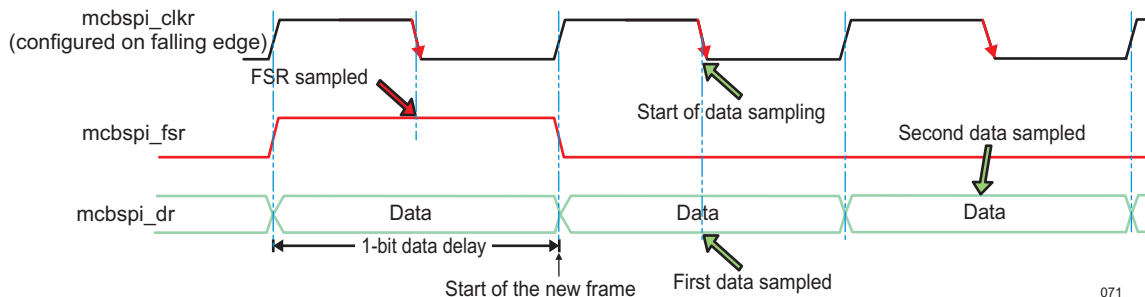 mcbspi_clkr
(configured on falling edge)
FSR sampled
Start of data sampling
mcbspi_fsr
Second data sampled
mcbspi_dr
Data
Data
Data
1-bit data delay
Start of the new frame
First data sampled
071